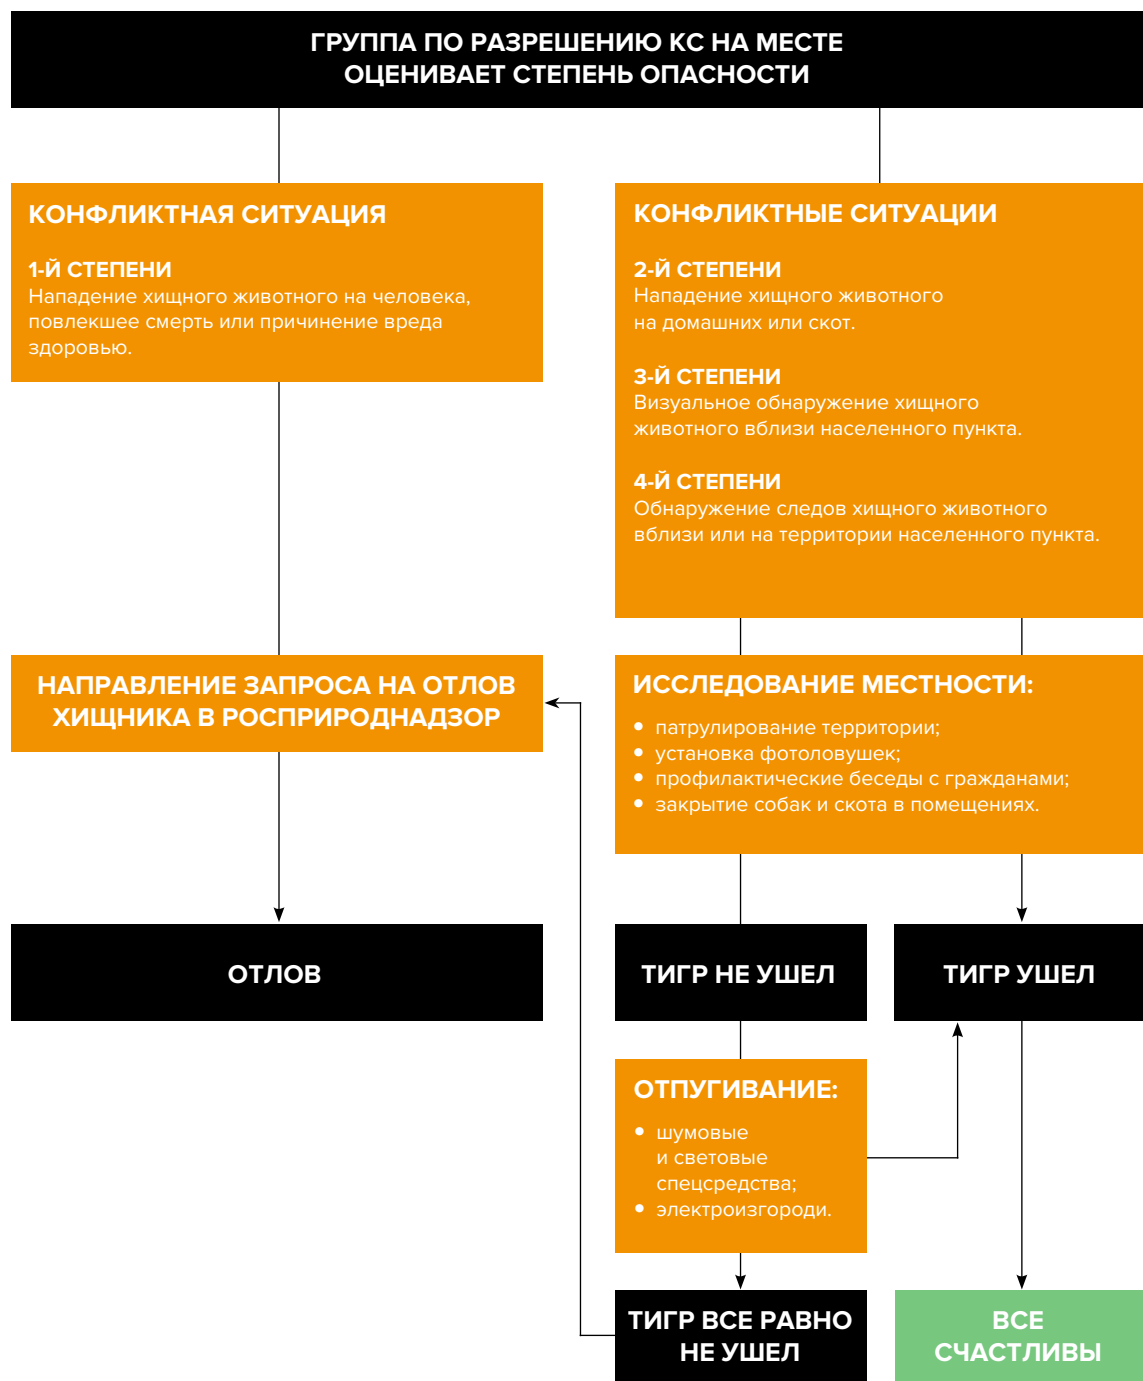 ГРУППА ПО РАЗРЕШЕНИЮ КС НА МЕСТЕ
ОЦЕНИВАЕТ СТЕПЕНЬ ОПАСНОСТИ
КОНФЛИКТНАЯ СИТУАЦИЯ
1-Й СТЕПЕНИ
Нападение хищного животного на человека,
повлекшее смерть или причинение вреда
здоровью.
КОНФЛИКТНЫЕ СИТУАЦИИ
2-Й СТЕПЕНИ
Нападение хищного животного
на домашних или скот.
3-Й СТЕПЕНИ
Визуальное обнаружение хищного
животного вблизи населенного пункта.
4-Й СТЕПЕНИ
Обнаружение следов хищного животного
вблизи или на территории населенного пункта.
НАПРАВЛЕНИЕ ЗАПРОСА НА ОТЛОВ
ХИЩНИКА В РОСПРИРОДНАДЗОР
ИССЛЕДОВАНИЕ МЕСТНОСТИ:
• патрулирование территории;
• установка фотоловушек;
• профилактические беседы с гражданами;
• закрытие собак и скота в помещениях.
ОТЛОВ
ТИГР НЕ УШЕЛ
ТИГР УШЕЛ
ОТПУГИВАНИЕ:
• шумовые
и световые
спецсредства;
• электроизгороди.
ТИГР ВСЕ РАВНО
НЕ УШЕЛ
ВСЕ
СЧАСТЛИВЫ